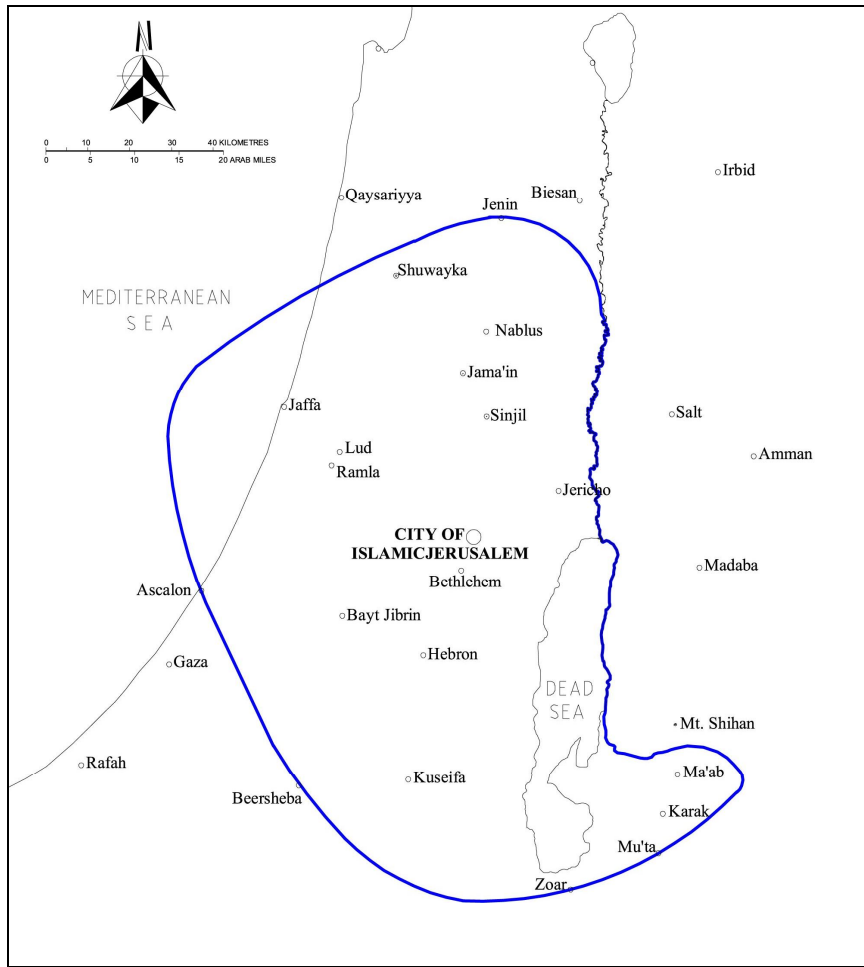 N
0 10 20 30 40 KILOMETRES
0 5 10 15 20 ARAB MILES
Irbid
Qaysariyya
Biesan
Jenin
Shuwayka
MEDITERRANEAN
SEA
Nablus
Jama'in
Jaffa
Sinjil
Salt
Lud
Amman
Ramla
Jericho
CITY OF
ISLAMICJERUSALEM
Madaba
Bethlehem
Ascalon
Bayt Jibrin
Hebron
Gaza
DEAD
SEA
Mt. Shihan
Rafah
Ma'ab
Kuseifa
Beersheba
Karak
Mu'ta
Zoar